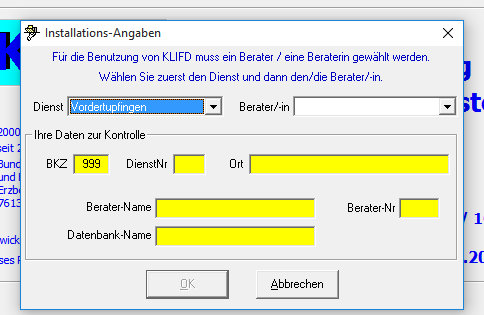 Installations-Angaben
Für die Benutzung von KLIFD muss ein Berater / eine Beraterin gewählt werden.
Wählen Sie zuerst den Dienst und dann den/die Berater/-in.
Dienst Vordertupfingen Berater/-in
Ihre Daten zur Kontrolle
BKZ 999 DienstNr Ort
Berater-Name Berater-Nr
Datenbank-Name
OK Abbrechen
K
g
ste
2000
seit 2
Bund
und I
Erzbe
7613
wick
ses P
/ 1
.20